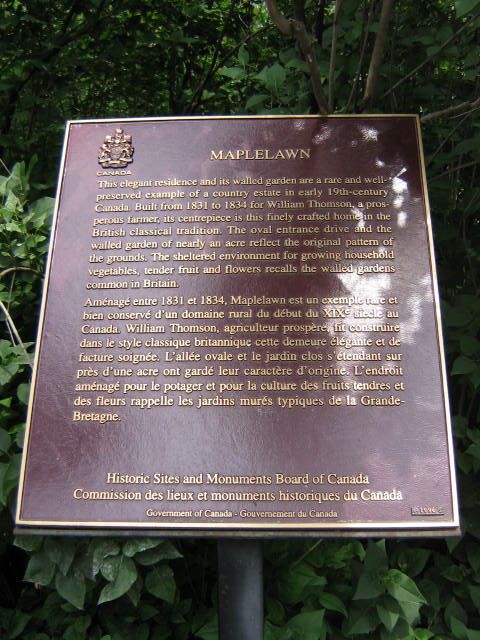 CANADA
MAPLELAWN
This elegant residence and its walled garden are a rare and well-
preserved example of a country estate in early 19th-century
Canada. Built from 1831 to 1834 for William Thomson, a pros-
perous farmer, its centrepiece is this finely crafted home in the
British classical tradition. The oval entrance drive and the
walled garden of nearly an acre reflect the original pattern of
the grounds. The sheltered environment for growing household
vegetables, tender fruit and flowers recalls the walled gardens
common in Britain.
Aménagé entre 1831 et 1834, Maplelawn est un exemple rare et
bien conservé d'un domaine rural du début du XIXe siècle au
Canada. William Thomson, agriculteur prospère, fit construire
dans le style classique britannique cette demeure élégante et de
facture soignée. L'allée ovale et le jardin clos s'étendant sur
près d'une acre ont gardé leur caractère d'origine. L'endroit
aménagé pour le potager et pour la culture des fruits tendres et
des fleurs rappelle les jardins murés typiques de la Grande-
Bretagne.
Historic Sites and Monuments Board of Canada
Commission des lieux et monuments historiques du Canada
Government of Canada - Gouvernement du Canada